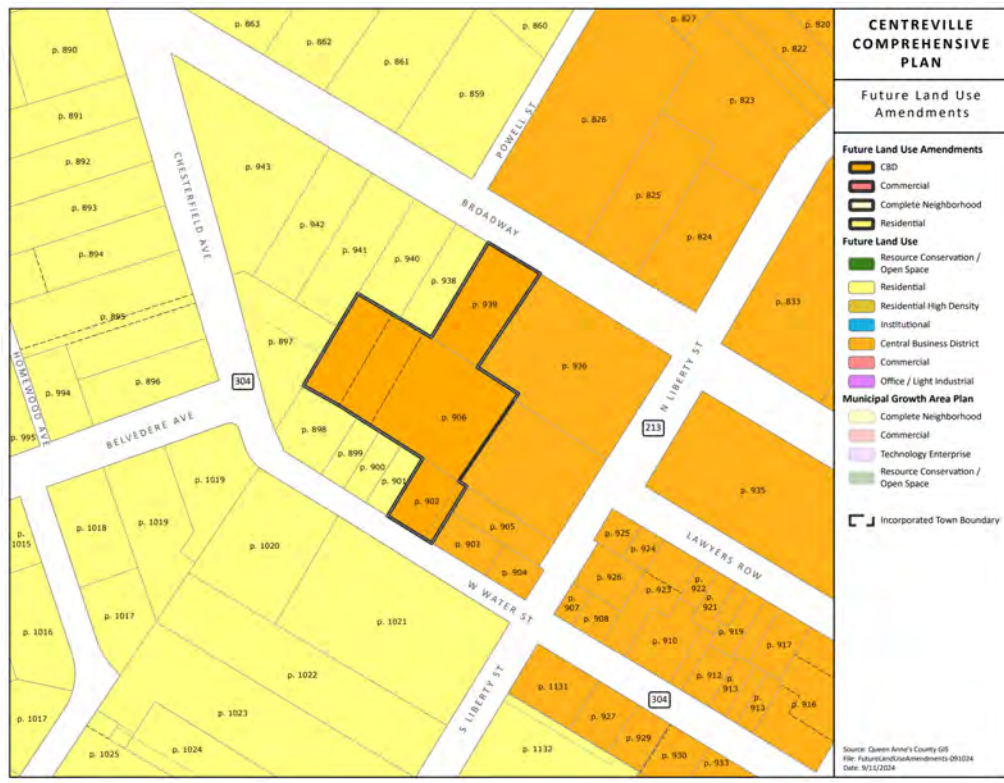 CENTREVILLE
COMPREHENSIVE
PLAN
Future Land Use
Amendments
Future Land Use Amendments
CBD
Commercial
Complete Neighborhood
Residential
Future Land Use
Resource Conservation /
Open Space
Residential
Residential High Density
Institutional
Central Business District
Commercial
Office / Light Industrial
Municipal Growth Area Plan
Complete Neighborhood
Commercial
Technology Enterprise
Resource Conservation /
Open Space
Incorporated Town Boundary
Source: Queen Anne's County GIS
File: FutureLandUseAmendments-091024
Date: 9/11/2024
p. 890
p. 863
p. 862
p. 861
p. 860
p. 859
p. 827
p. 820
p. 822
p. 823
p. 826
p. 825
p. 824
p. 833
p. 891
p. 892
p. 893
p. 894
p. 895
p. 994
p. 896
p. 995
p. 943
p. 942
p. 941
p. 940
p. 938
p. 939
p. 936
p. 897
p. 906
p. 898
p. 899
p. 900
p. 901
p. 902
p. 903
p. 905
p. 904
p. 935
p. 925
p. 924
p. 926
p. 923
p.
922
p.
921
p. 919
p. 917
p.
907
p. 908
p. 910
p. 912
p.
913
p.
913
p. 916
p. 1019
p. 1019
p. 1018
p.
1015
p. 1020
p. 1017
p. 1016
p. 1021
p. 1022
p. 1023
p. 1017
p. 1024
p. 1025
p. 1131
p. 927
p. 929
p. 930
p. 933
p. 1132
CHESTERFIELD AVE
POWELL ST
BROADWAY
HOMEWOOD AVE
BELVEDERE AVE
304
N LIBERTY ST
213
LAWYERS ROW
W WATER ST
S LIBERTY ST
304